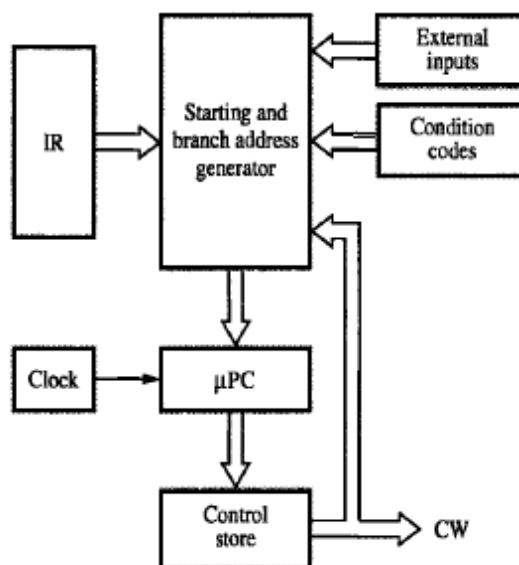 External
inputs
IR
Starting and
branch address
generator
Condition
codes
Clock
μPC
Control
store
CW